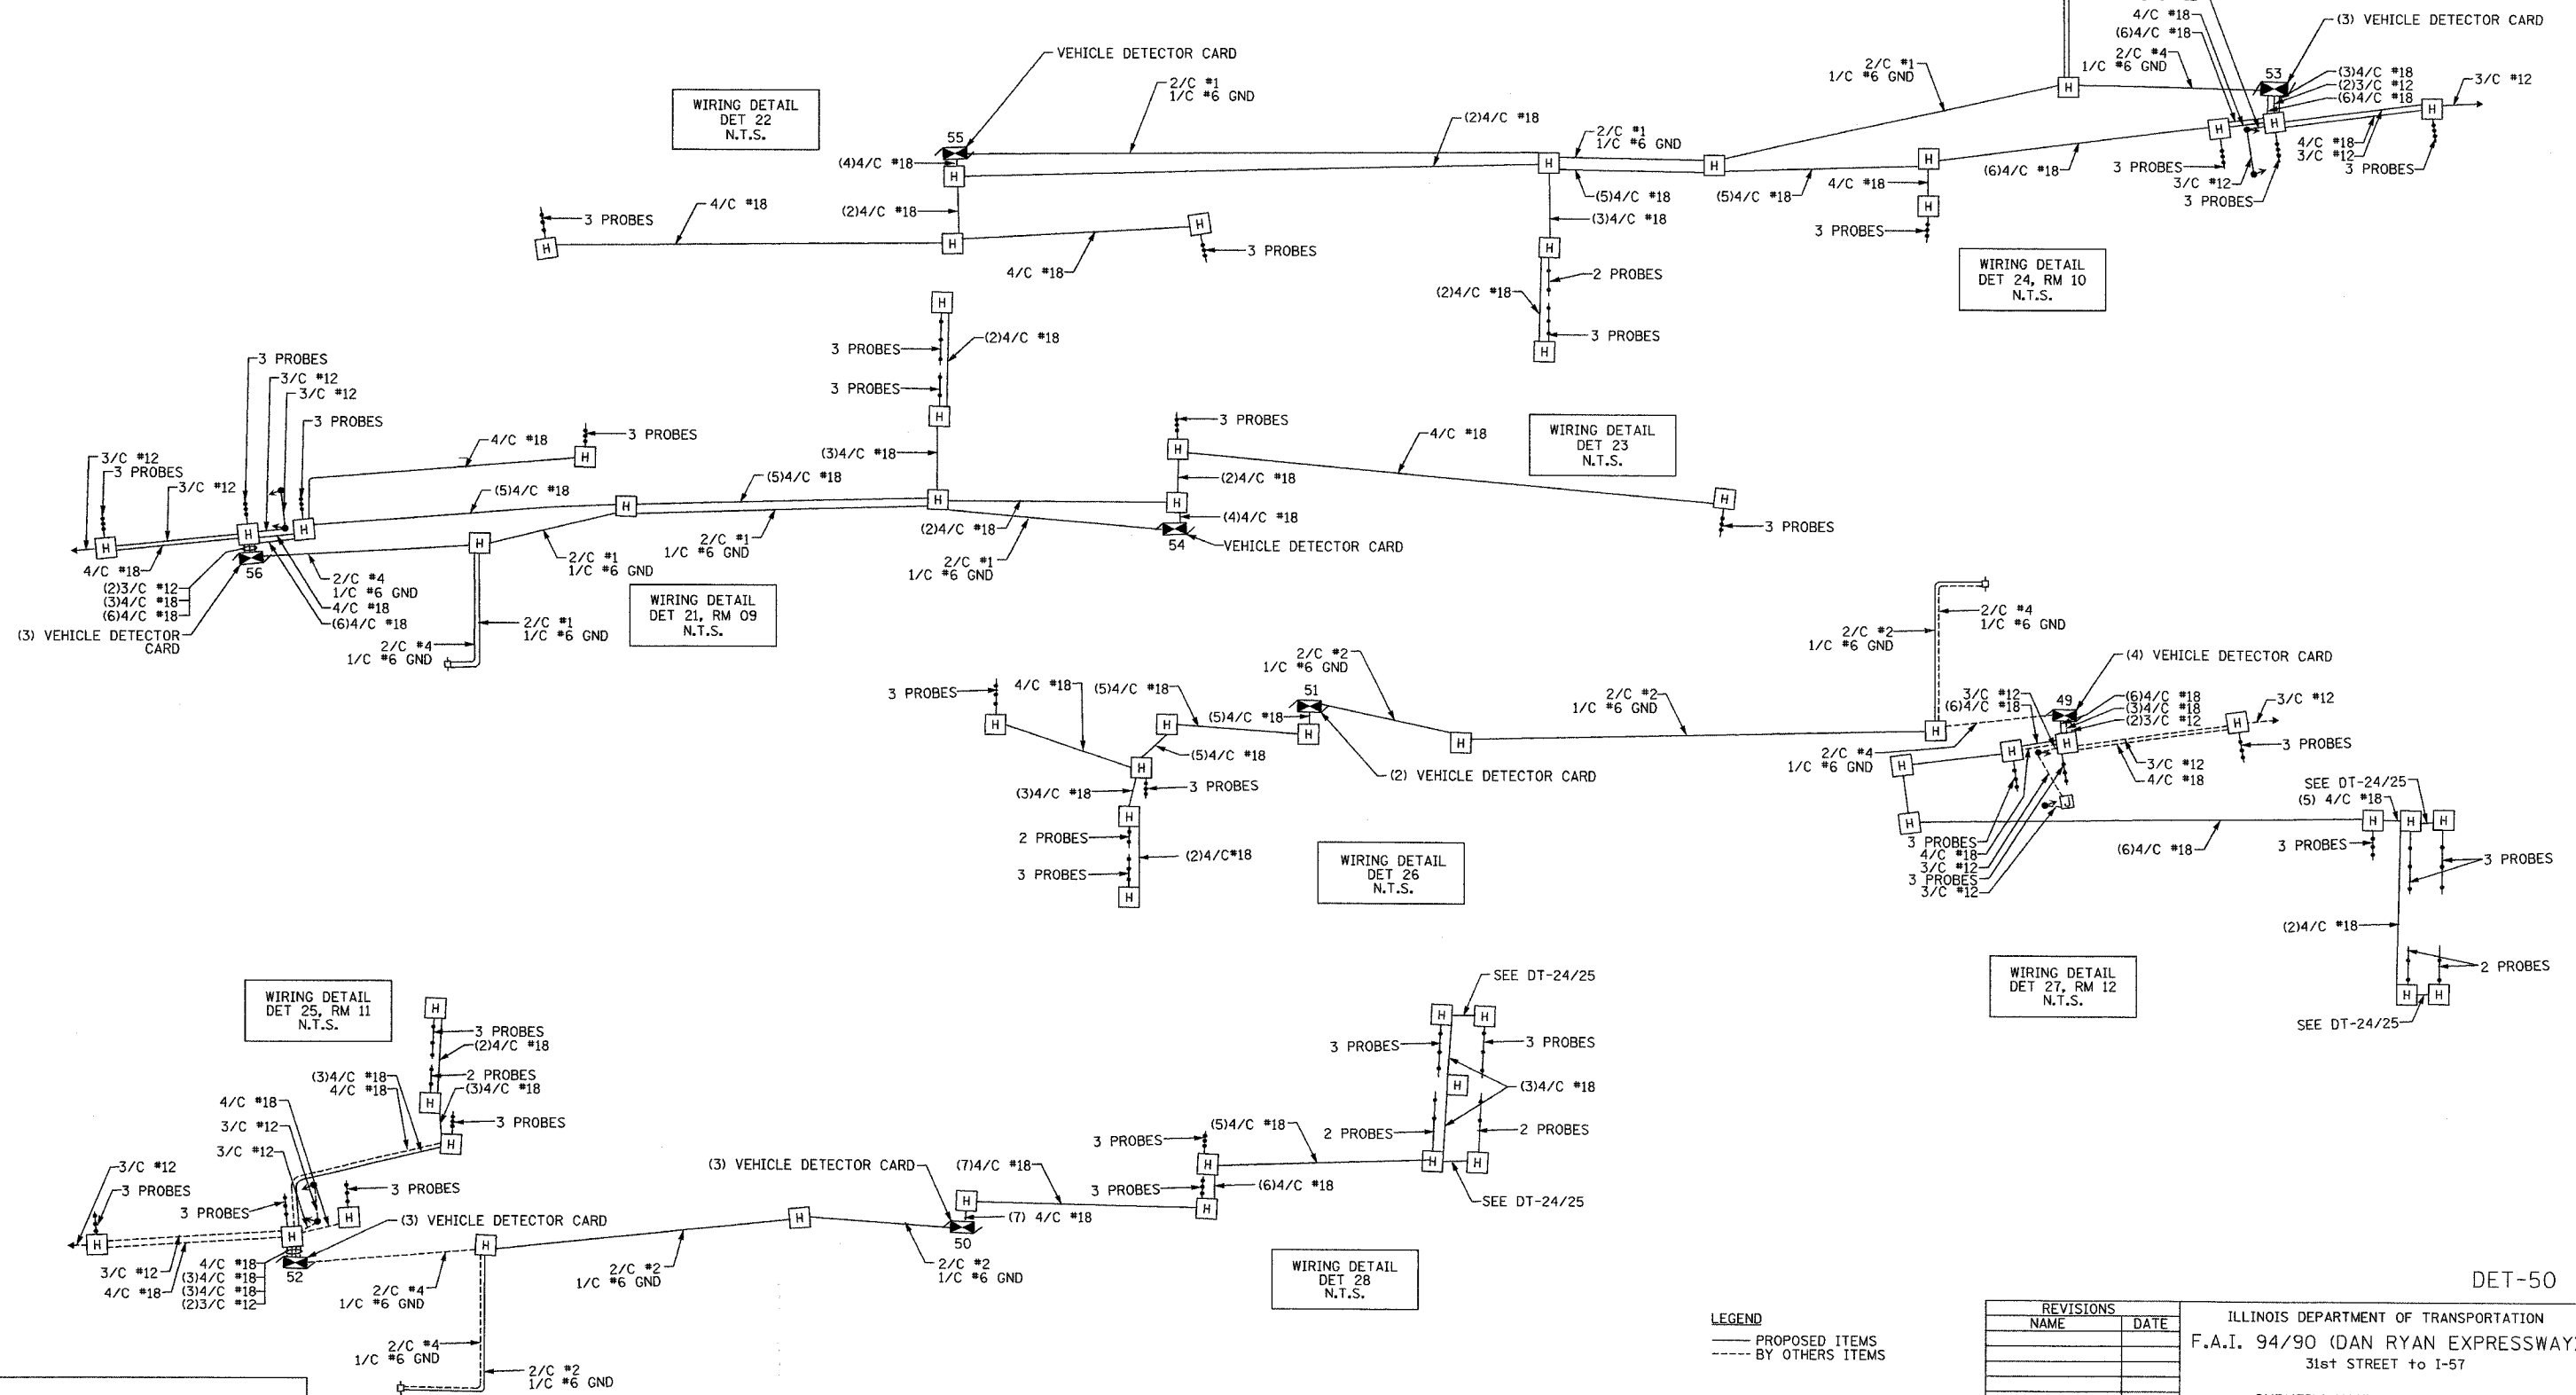 WIRING DETAIL
DET 22
N.T.S.
VEHICLE DETECTOR CARD
55
2/C #1
1/C #6 GND
(4)4/C #18
(2)4/C #18
3 PROBES
4/C #18
(2)4/C #18
4/C #18
3 PROBES
2/C #1
1/C #6 GND
(5)4/C #18
(3)4/C #18
2 PROBES
(2)4/C #18
3 PROBES
2/C #1
1/C #6 GND
(5)4/C #18
4/C #18
3 PROBES
(6)4/C #18
4/C #18
(6)4/C #18
2/C #4
1/C #6 GND
(3) VEHICLE DETECTOR CARD
53
(3)4/C #18
(2)3/C #12
(6)4/C #18
3/C #12
4/C #18
3/C #12
3 PROBES
3 PROBES
3/C #12
3 PROBES
WIRING DETAIL
DET 24, RM 10
N.T.S.
H H H H H H H H H H H H H H H
3 PROBES
3/C #12
3/C #12
3 PROBES
3/C #12
3 PROBES
3/C #12
4/C #18
3 PROBES
(5)4/C #18
4/C #18
(2)3/C #12
(3)4/C #18
(6)4/C #18
(3) VEHICLE DETECTOR
CARD
56
2/C #4
1/C #6 GND
4/C #18
(6)4/C #18
2/C #4
1/C #6 GND
2/C #1
1/C #6 GND
2/C #1
1/C #6 GND
WIRING DETAIL
DET 21, RM 09
N.T.S.
3 PROBES
(2)4/C #18
3 PROBES
(3)4/C #18
(5)4/C #18
2/C #1
1/C #6 GND
(2)4/C #18
2/C #1
1/C #6 GND
3 PROBES
(2)4/C #18
(4)4/C #18
54
VEHICLE DETECTOR CARD
4/C #18
3 PROBES
WIRING DETAIL
DET 23
N.T.S.
H H H H H H H H H H H H
3 PROBES
4/C #18
(5)4/C #18
(5)4/C #18
51
2/C #2
1/C #6 GND
2/C #2
1/C #6 GND
(5)4/C #18
(2) VEHICLE DETECTOR CARD
(3)4/C #18
3 PROBES
2 PROBES
(2)4/C#18
3 PROBES
WIRING DETAIL
DET 26
N.T.S.
2/C #4
1/C #6 GND
2/C #2
1/C #6 GND
(4) VEHICLE DETECTOR CARD
49
3/C #12
(6)4/C #18
(6)4/C #18
(3)4/C #18
(2)3/C #12
3/C #12
3 PROBES
2/C #4
1/C #6 GND
3/C #12
4/C #18
J
3 PROBES
4/C #18
3/C #12
3 PROBES
3/C #12
(6)4/C #18
SEE DT-24/25
(5) 4/C #18
3 PROBES
3 PROBES
(2)4/C #18
2 PROBES
SEE DT-24/25
WIRING DETAIL
DET 27, RM 12
N.T.S.
H H H H H H H H H H H H H H H H H H
WIRING DETAIL
DET 25, RM 11
N.T.S.
3 PROBES
(2)4/C #18
2 PROBES
(3)4/C #18
3 PROBES
(3)4/C #18
4/C #18
4/C #18
3/C #12
3/C #12
3/C #12
3 PROBES
3 PROBES
3 PROBES
(3) VEHICLE DETECTOR CARD
3/C #12
4/C #18
4/C #18
(3)4/C #18
(3)4/C #18
(2)3/C #12
52
2/C #4
1/C #6 GND
2/C #4
1/C #6 GND
2/C #2
1/C #6 GND
2/C #2
1/C #6 GND
(3) VEHICLE DETECTOR CARD
50
(7)4/C #18
(7) 4/C #18
2/C #2
1/C #6 GND
3 PROBES
3 PROBES
(6)4/C #18
(5)4/C #18
SEE DT-24/25
3 PROBES
3 PROBES
(3)4/C #18
2 PROBES
2 PROBES
SEE DT-24/25
WIRING DETAIL
DET 28
N.T.S.
H H H H H H H H H H H H H H H H
LEGEND
PROPOSED ITEMS
BY OTHERS ITEMS
DET-50
REVISIONS
NAME DATE
ILLINOIS DEPARTMENT OF TRANSPORTATION
F.A.I. 94/90 (DAN RYAN EXPRESSWAY)
31st STREET to I-57